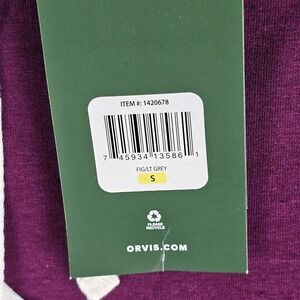 ITEM #: 1420678
7 45934 13586 1
FIG/LT GREY
S
PLEASE
RECYCLE
ORVIS.COM